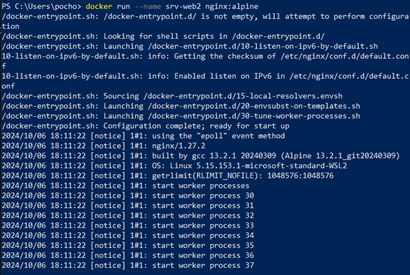 PS C:\Users\pocho> docker run --name srv-web2 nginx:alpine
/docker-entrypoint.sh: /docker-entrypoint.d/ is not empty, will attempt to perform configura
tion
/docker-entrypoint.sh: Looking for shell scripts in /docker-entrypoint.d/
/docker-entrypoint.sh: Launching /docker-entrypoint.d/10-listen-on-ipv6-by-default.sh
10-listen-on-ipv6-by-default.sh: info: Getting the checksum of /etc/nginx/conf.d/default.con
f
10-listen-on-ipv6-by-default.sh: info: Enabled listen on IPv6 in /etc/nginx/conf.d/default.c
onf
/docker-entrypoint.sh: Sourcing /docker-entrypoint.d/15-local-resolvers.envsh
/docker-entrypoint.sh: Launching /docker-entrypoint.d/20-envsubst-on-templates.sh
/docker-entrypoint.sh: Launching /docker-entrypoint.d/30-tune-worker-processes.sh
/docker-entrypoint.sh: Configuration complete; ready for start up
2024/10/06 18:11:22 [notice] 1#1: using the "epoll" event method
2024/10/06 18:11:22 [notice] 1#1: nginx/1.27.2
2024/10/06 18:11:22 [notice] 1#1: built by gcc 13.2.1 20240309 (Alpine 13.2.1_git20240309)
2024/10/06 18:11:22 [notice] 1#1: OS: Linux 5.15.153.1-microsoft-standard-WSL2
2024/10/06 18:11:22 [notice] 1#1: getrlimit(RLIMIT_NOFILE): 1048576:1048576
2024/10/06 18:11:22 [notice] 1#1: start worker processes
2024/10/06 18:11:22 [notice] 1#1: start worker process 30
2024/10/06 18:11:22 [notice] 1#1: start worker process 31
2024/10/06 18:11:22 [notice] 1#1: start worker process 32
2024/10/06 18:11:22 [notice] 1#1: start worker process 33
2024/10/06 18:11:22 [notice] 1#1: start worker process 34
2024/10/06 18:11:22 [notice] 1#1: start worker process 35
2024/10/06 18:11:22 [notice] 1#1: start worker process 36
2024/10/06 18:11:22 [notice] 1#1: start worker process 37